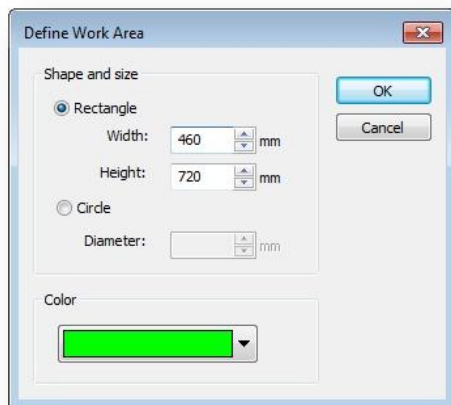 Define Work Area
Shape and size
Rectangle
Width: 460 mm
Height: 720 mm
Circle
Diameter: mm
Color
OK
Cancel